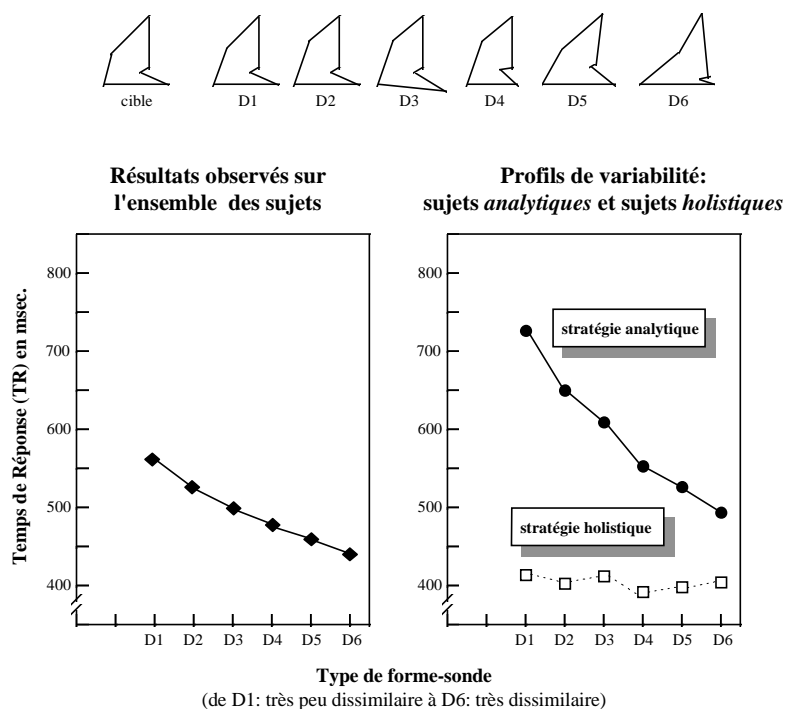 cible D1 D2 D3 D4 D5 D6
Résultats observés sur
l'ensemble des sujets
Profils de variabilité:
sujets analytiques et sujets holistiques
Temps de Réponse (TR) en msec.
800
700
600
500
400
D1 D2 D3 D4 D5 D6
stratégie analytique
stratégie holistique
800
700
600
500
400
D1 D2 D3 D4 D5 D6
Type de forme-sonde
(de D1: très peu dissimilaire à D6: très dissimilaire)